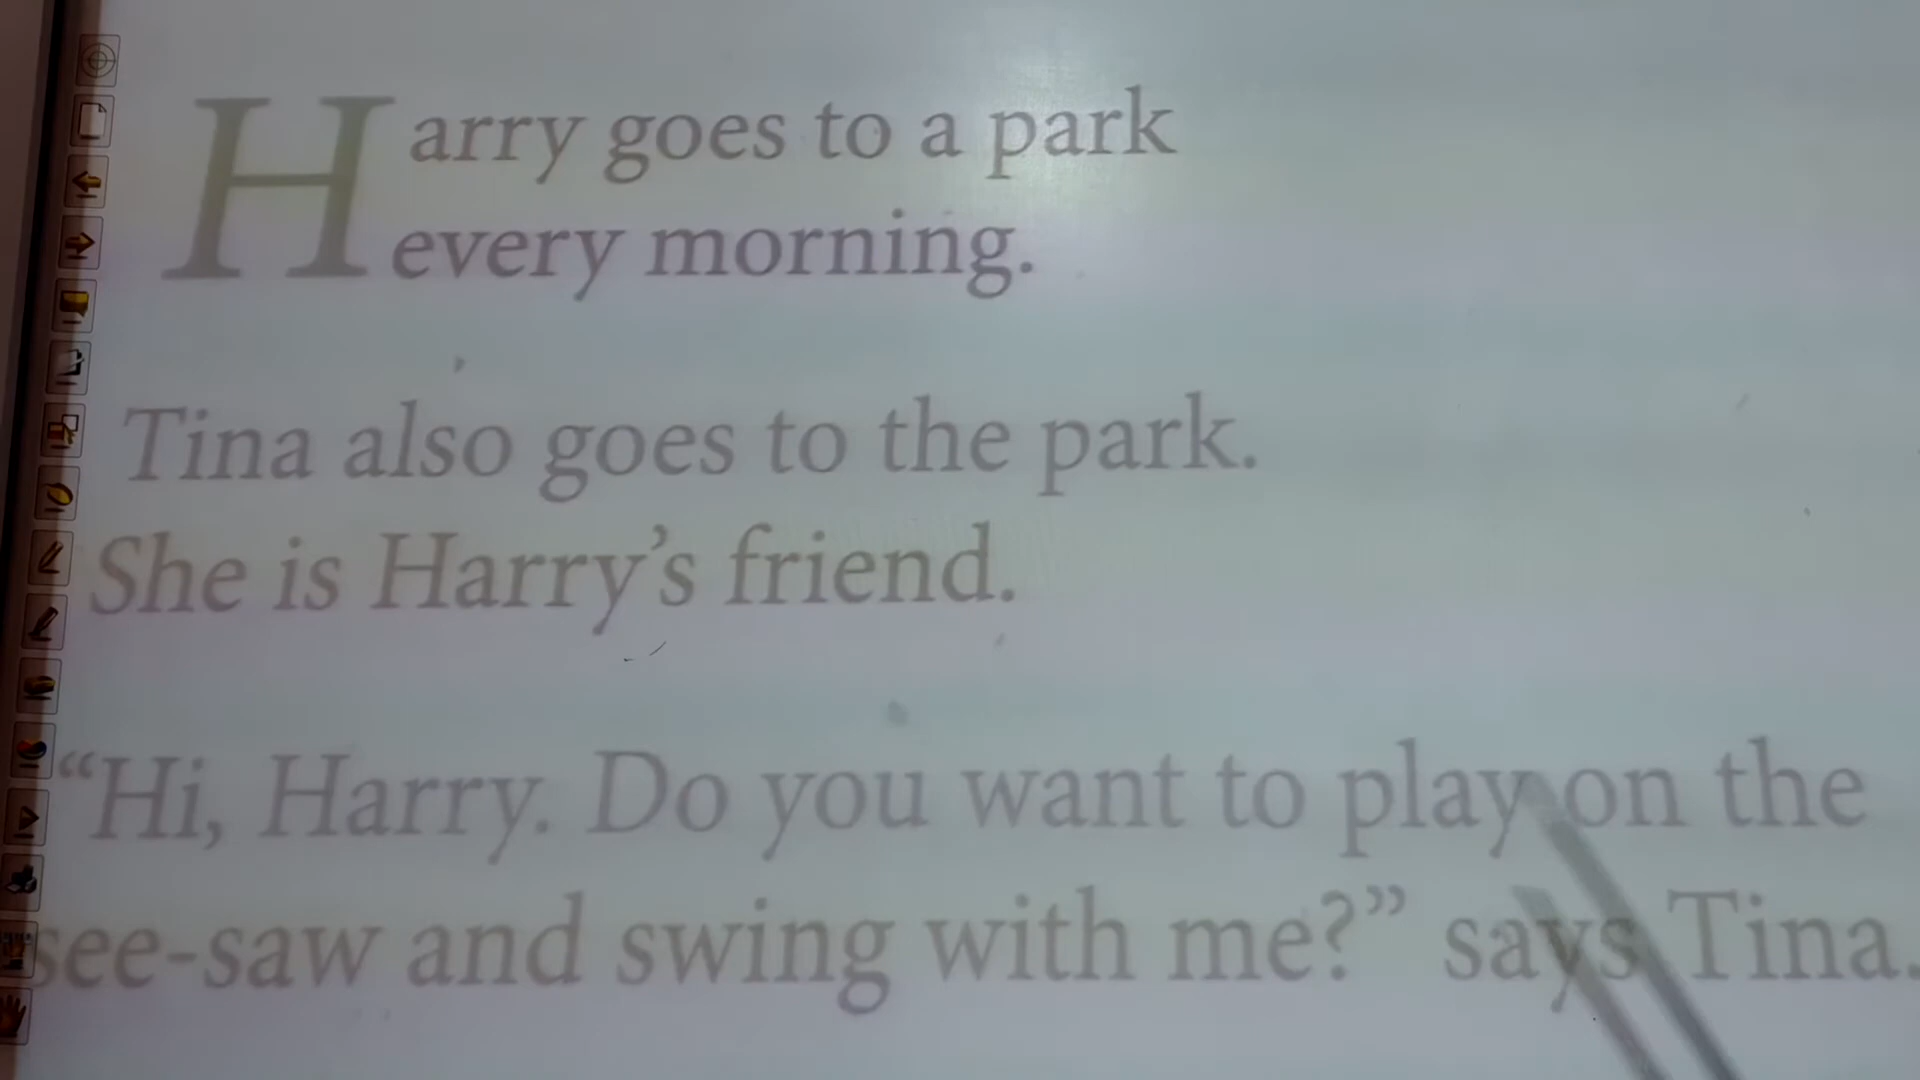 Harry goes to a park
every morning.
Tina also goes to the park.
She is Harry’s friend.
“Hi, Harry. Do you want to play on the
see-saw and swing with me?” says Tina.